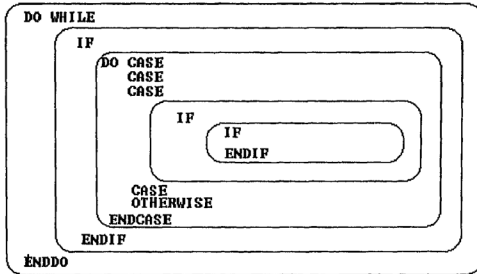 DO WHILE
IF
DO CASE
CASE
CASE
IF
IF
ENDIF
CASE
OTHERWISE
ENDCASE
ENDIF
ENDDO